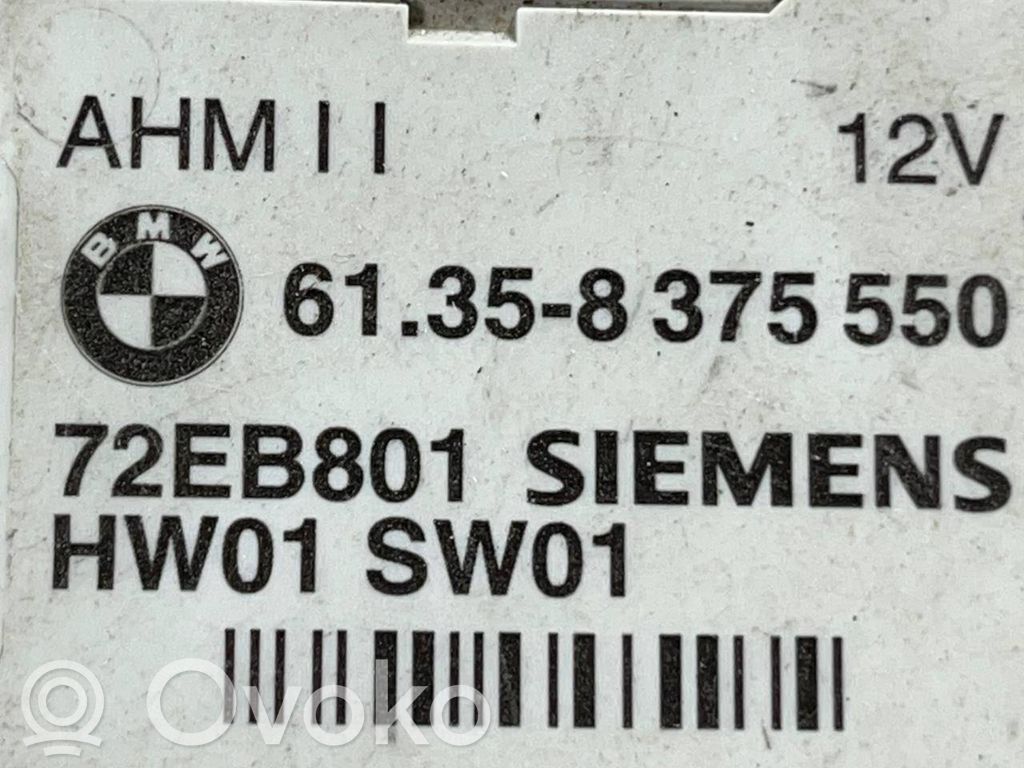 AHM I I 12V
BMW 61.35-8 375 550
72EB801 SIEMENS
HW01 SW01
Ovoko